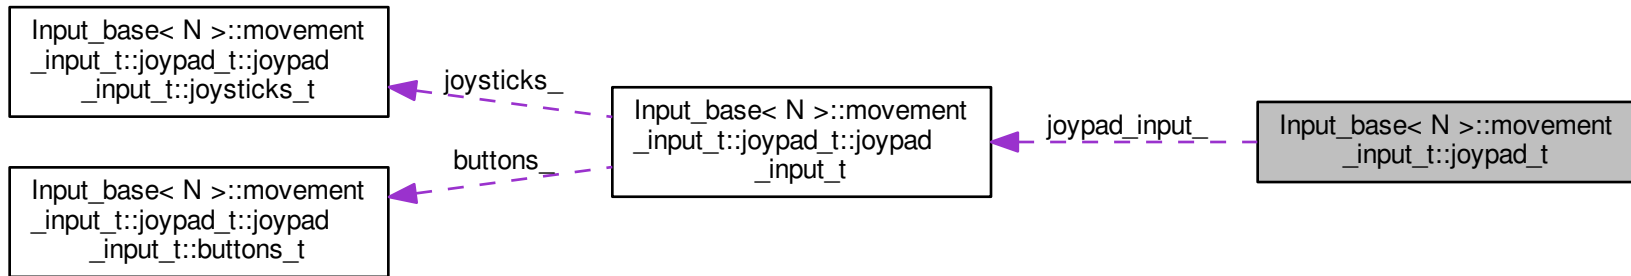 Input_base< N >::movement
_input_t::joypad_t::joypad
_input_t::joysticks_t
joysticks_
Input_base< N >::movement
_input_t::joypad_t::joypad
_input_t::buttons_t
buttons_
Input_base< N >::movement
_input_t::joypad_t::joypad
_input_t
joypad_input_
Input_base< N >::movement
_input_t::joypad_t